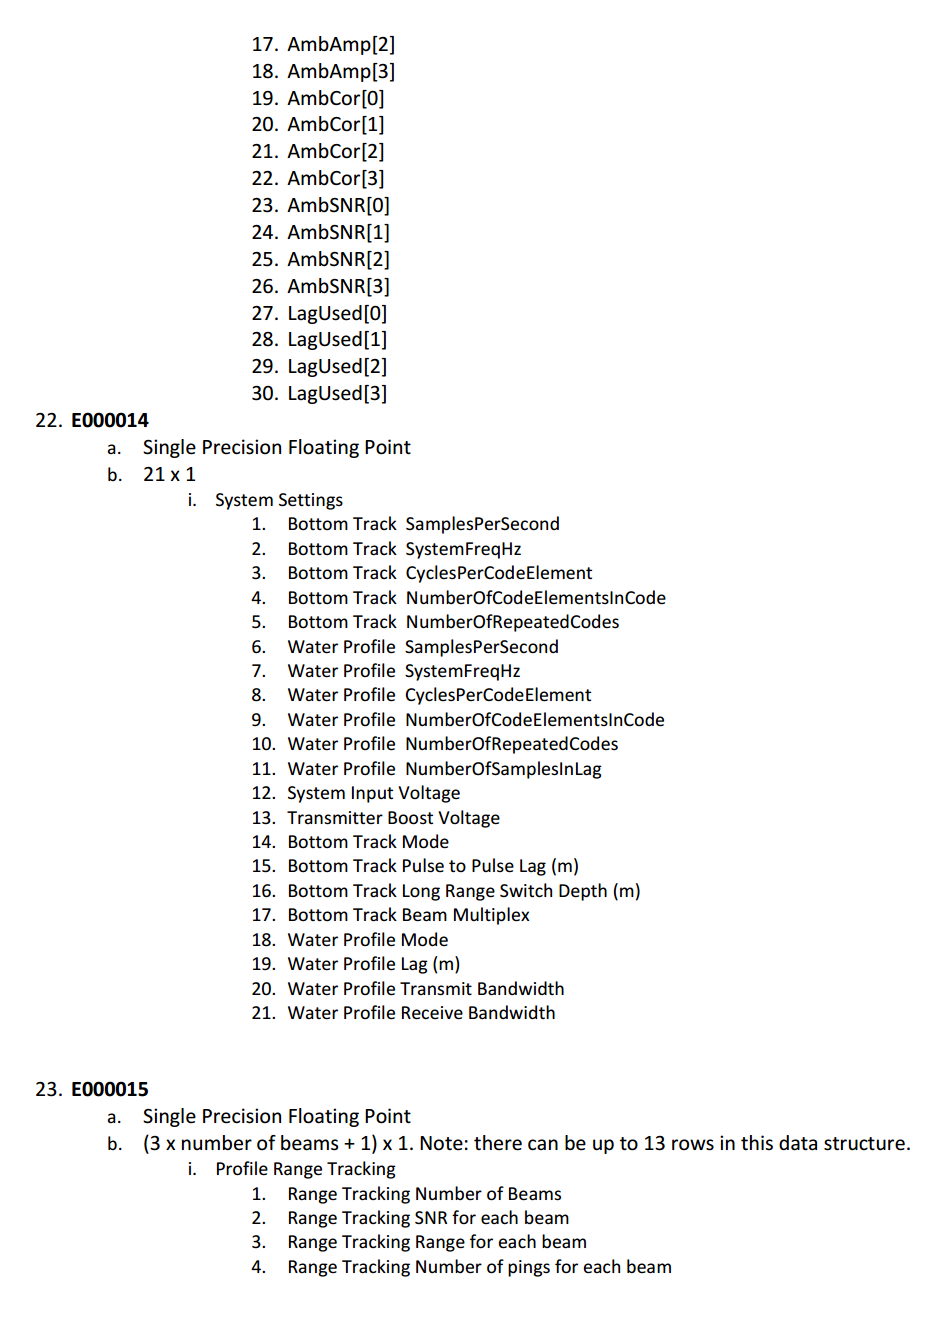 17. AmbAmp[2]
18. AmbAmp[3]
19. AmbCor[0]
20. AmbCor[1]
21. AmbCor[2]
22. AmbCor[3]
23. AmbSNR[0]
24. AmbSNR[1]
25. AmbSNR[2]
26. AmbSNR[3]
27. LagUsed[0]
28. LagUsed[1]
29. LagUsed[2]
30. LagUsed[3]
22. E000014
a. Single Precision Floating Point
b. 21 x 1
i. System Settings
1. Bottom Track SamplesPerSecond
2. Bottom Track SystemFreqHz
3. Bottom Track CyclesPerCodeElement
4. Bottom Track NumberOfCodeElementsInCode
5. Bottom Track NumberOfRepeatedCodes
6. Water Profile SamplesPerSecond
7. Water Profile SystemFreqHz
8. Water Profile CyclesPerCodeElement
9. Water Profile NumberOfCodeElementsInCode
10. Water Profile NumberOfRepeatedCodes
11. Water Profile NumberOfSamplesInLag
12. System Input Voltage
13. Transmitter Boost Voltage
14. Bottom Track Mode
15. Bottom Track Pulse to Pulse Lag (m)
16. Bottom Track Long Range Switch Depth (m)
17. Bottom Track Beam Multiplex
18. Water Profile Mode
19. Water Profile Lag (m)
20. Water Profile Transmit Bandwidth
21. Water Profile Receive Bandwidth
23. E000015
a. Single Precision Floating Point
b. (3 x number of beams + 1) x 1. Note: there can be up to 13 rows in this data structure.
i. Profile Range Tracking
1. Range Tracking Number of Beams
2. Range Tracking SNR for each beam
3. Range Tracking Range for each beam
4. Range Tracking Number of pings for each beam